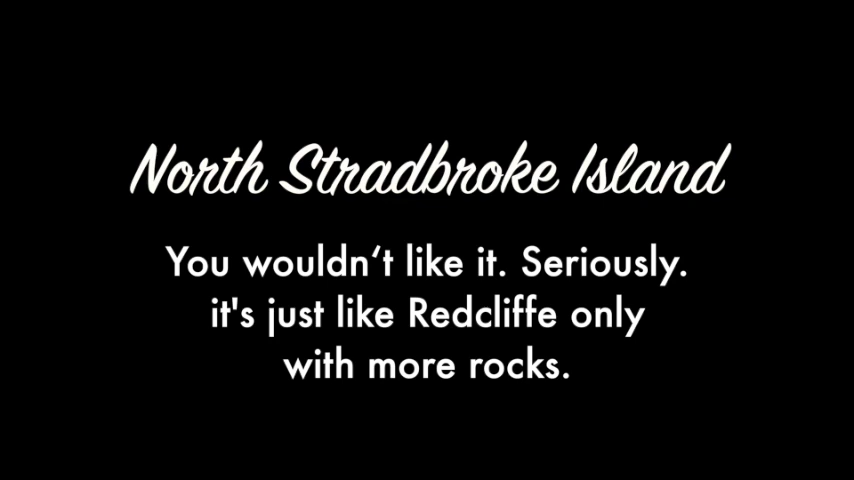 North Stradbroke Island
You wouldn‘t like it. Seriously.
it's just like Redcliffe only
with more rocks.